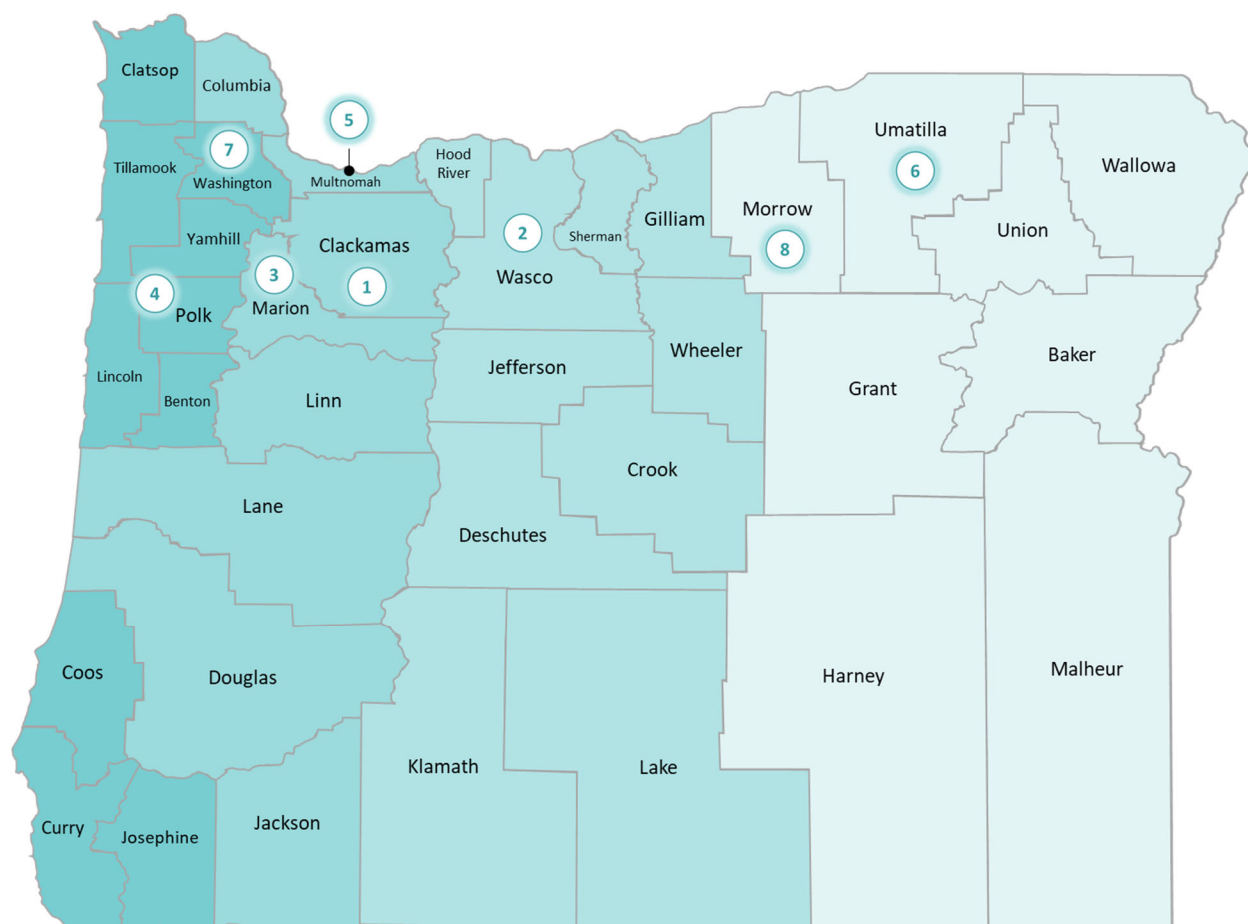 Clatsop
Columbia
5
7
Tillamook
Washington
Multnomah
Hood
River
Umatilla
6
Wallowa
Yamhill
Clackamas
2
Sherman
Gilliam
Morrow
Union
3
1
Wasco
8
4
Polk
Marion
Lincoln
Benton
Linn
Jefferson
Wheeler
Grant
Baker
Crook
Lane
Deschutes
Coos
Douglas
Harney
Malheur
Klamath
Lake
Curry
Josephine
Jackson